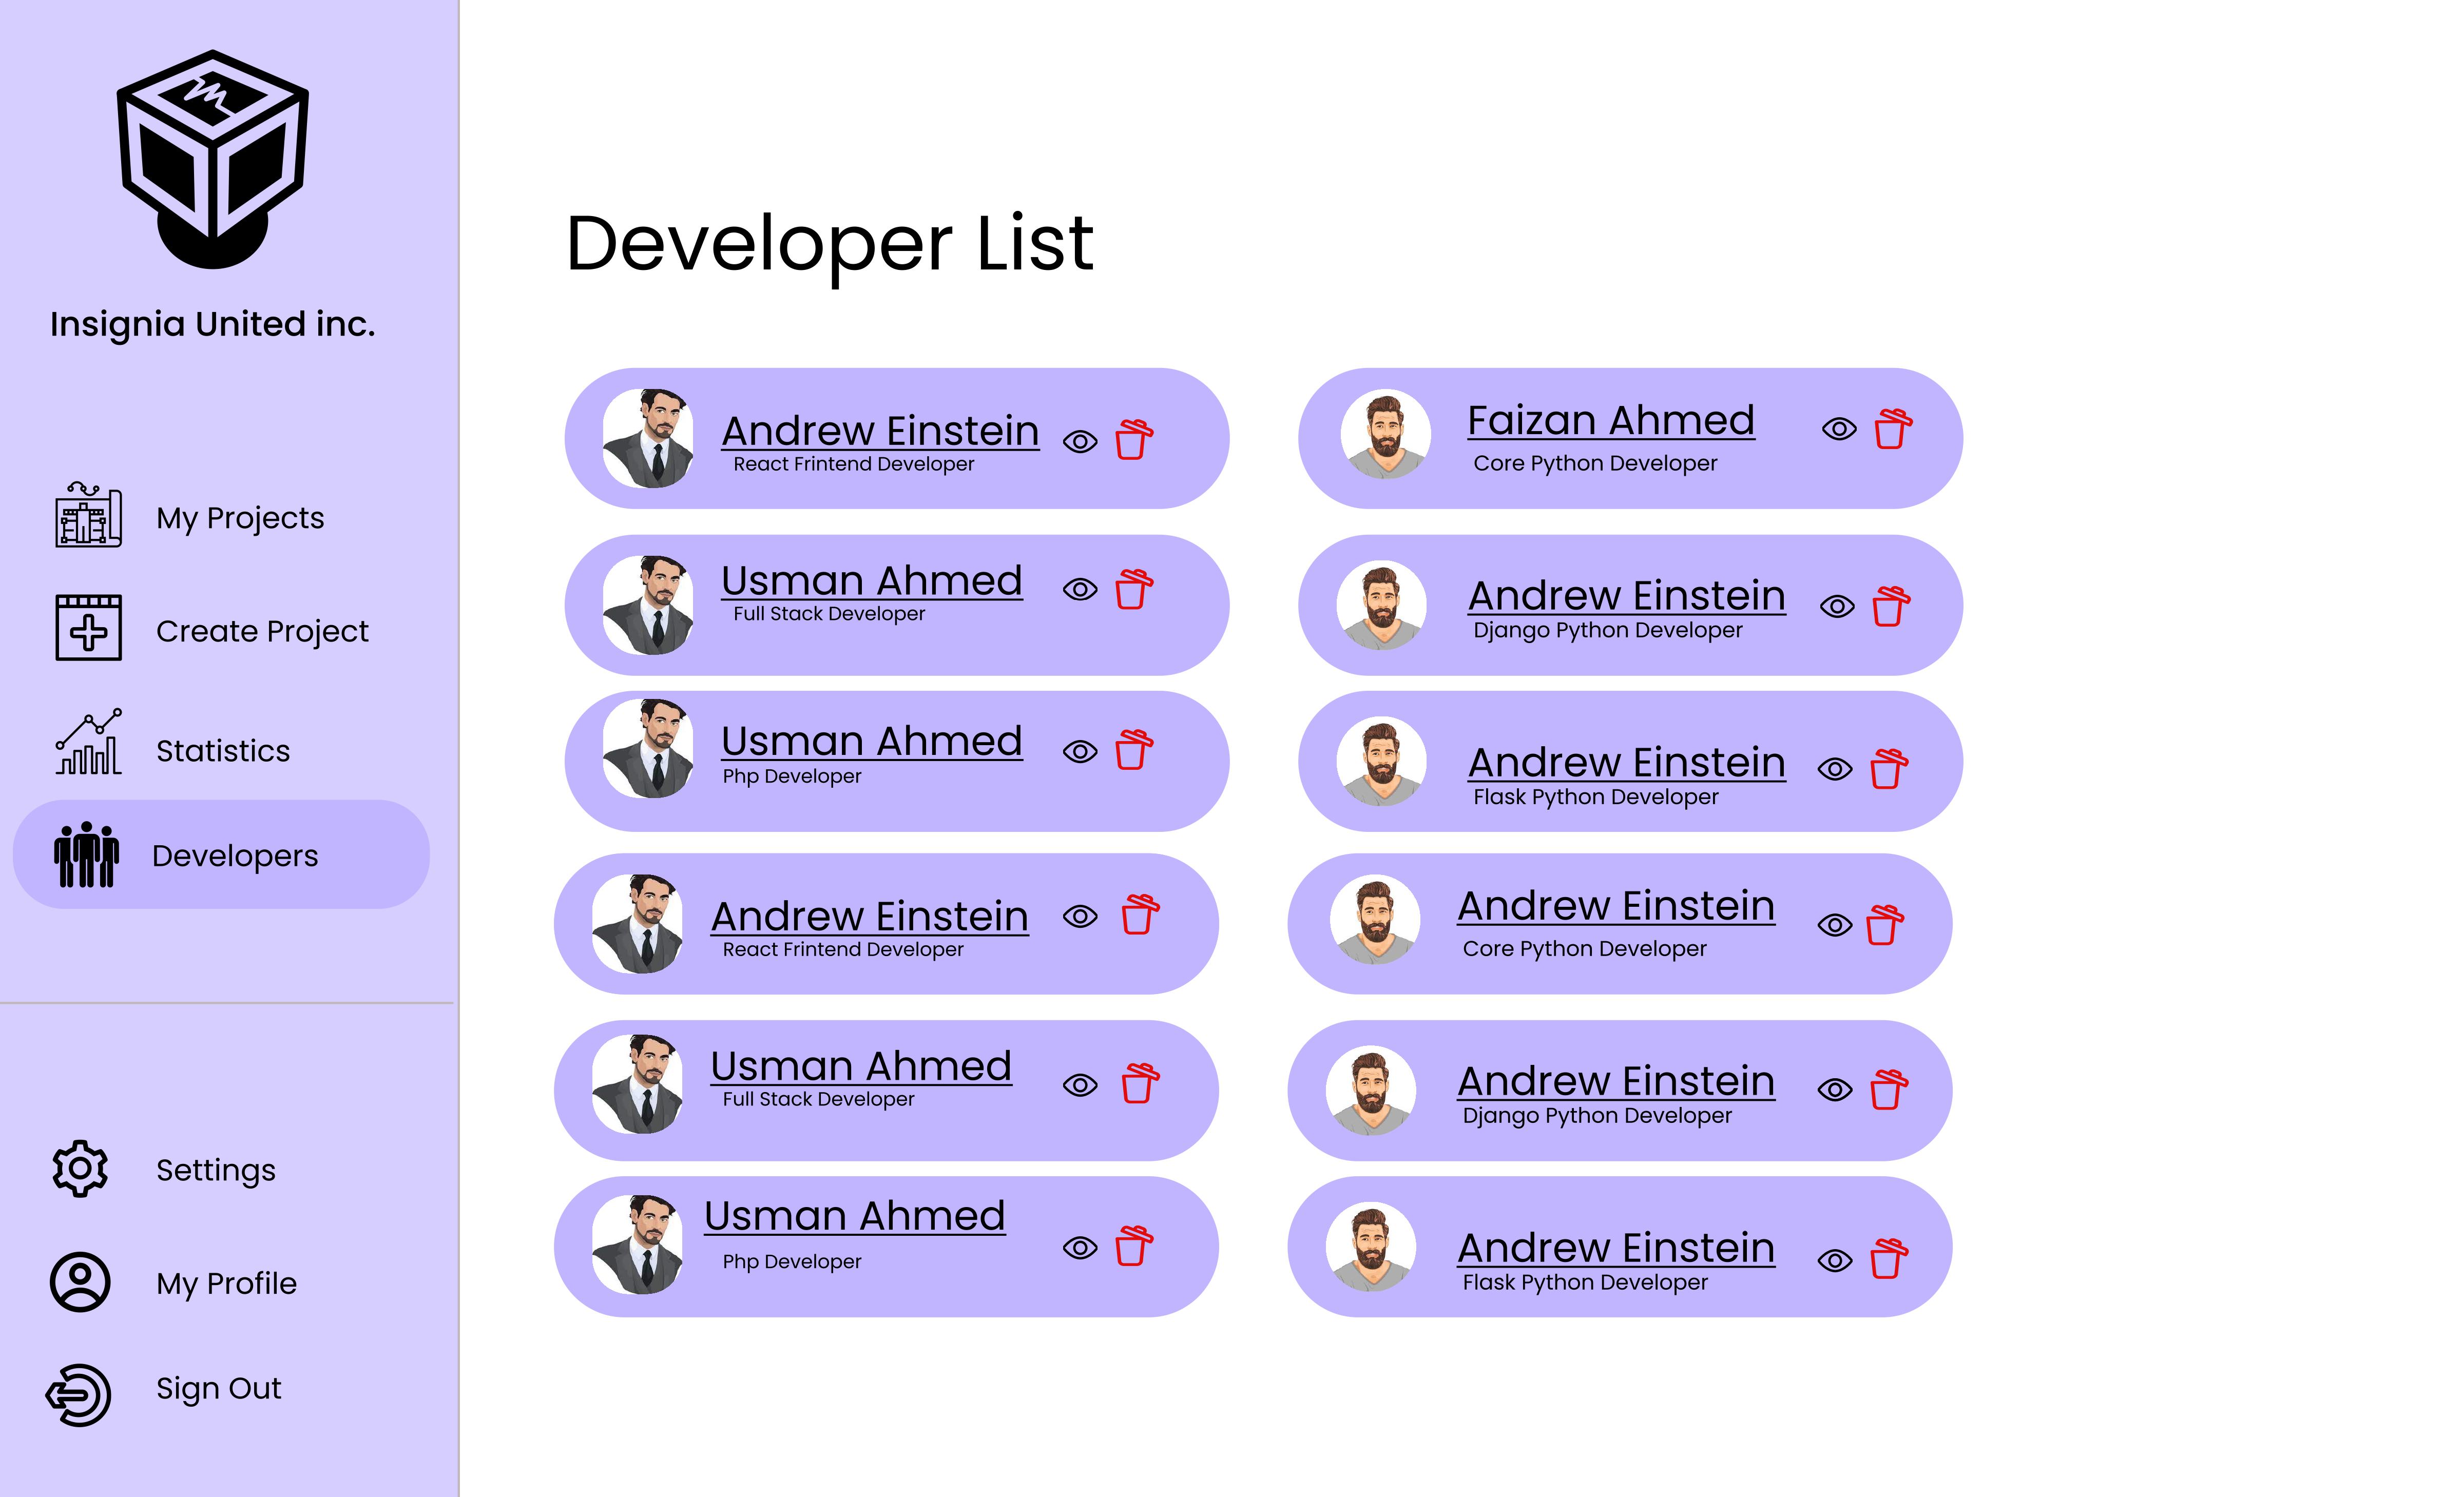 Insignia United inc.
My Projects
Create Project
Statistics
Developers
Settings
My Profile
Sign Out
Developer List
Andrew Einstein
React Frintend Developer
Faizan Ahmed
Core Python Developer
Usman Ahmed
Full Stack Developer
Andrew Einstein
Django Python Developer
Usman Ahmed
Php Developer
Andrew Einstein
Flask Python Developer
Andrew Einstein
React Frintend Developer
Andrew Einstein
Core Python Developer
Usman Ahmed
Full Stack Developer
Andrew Einstein
Django Python Developer
Usman Ahmed
Php Developer
Andrew Einstein
Flask Python Developer